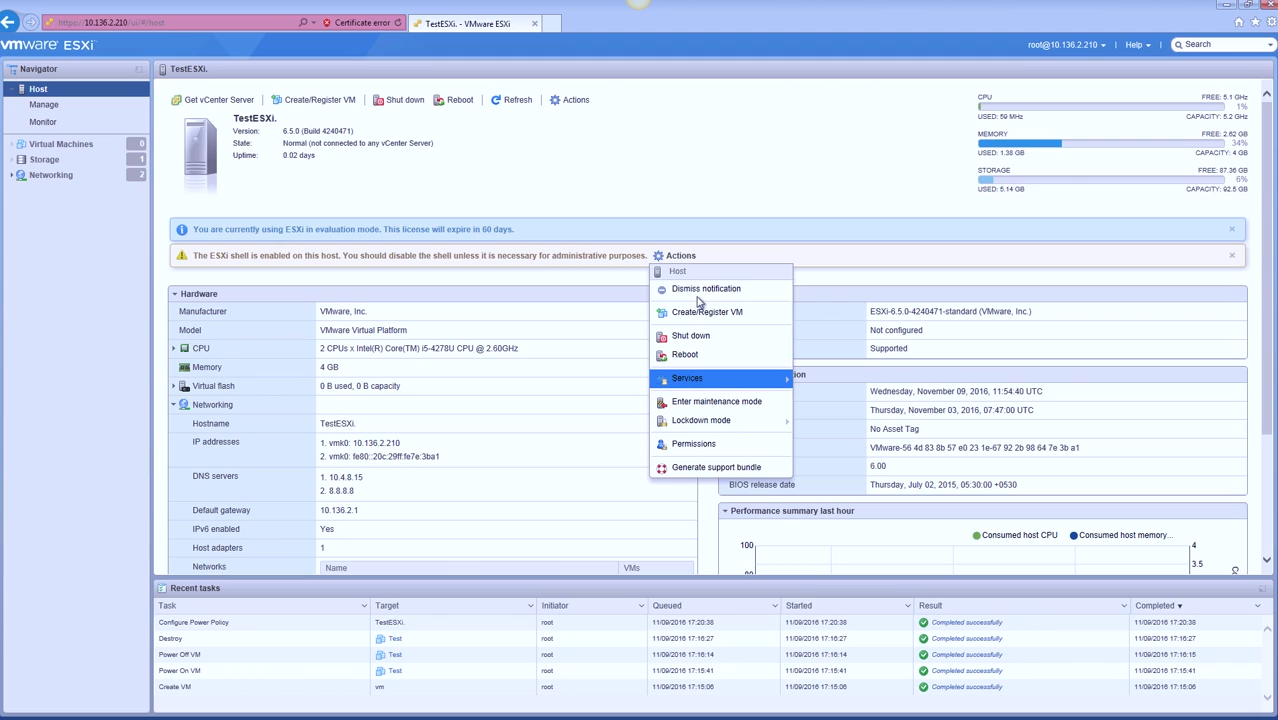 https://10.136.2.210/ui/#/host
Certificate error
TestESXi. - VMware ESXi
vmware ESXi
root@10.136.2.210
Help
Search
Navigator
Host
Manage
Monitor
Virtual Machines 0
Storage 1
Networking 2
TestESXi.
Get vCenter Server
Create/Register VM
Shut down
Reboot
Refresh
Actions
TestESXi.
Version: 6.5.0 (Build 4240471)
State: Normal (not connected to any vCenter Server)
Uptime: 0.02 days
CPU FREE: 5.1 GHz
1%
USED: 59 MHz CAPACITY: 5.2 GHz
MEMORY FREE: 2.62 GB
34%
USED: 1.38 GB CAPACITY: 4 GB
STORAGE FREE: 87.36 GB
6%
USED: 5.14 GB CAPACITY: 92.5 GB
You are currently using ESXi in evaluation mode. This license will expire in 60 days.
The ESXi shell is enabled on this host. You should disable the shell unless it is necessary for administrative purposes. Actions
Host
Dismiss notification
Create/Register VM
Shut down
Reboot
Services
Enter maintenance mode
Lockdown mode
Permissions
Generate support bundle
Hardware
Manufacturer VMware, Inc.
Model VMware Virtual Platform
CPU 2 CPUs x Intel(R) Core(TM) i5-4278U CPU @ 2.60GHz
Memory 4 GB
Virtual flash 0 B used, 0 B capacity
Networking
Hostname TestESXi.
IP addresses 1. vmk0: 10.136.2.210
2. vmk0: fe80::20c:29ff:fe7e:3ba1
DNS servers 1. 10.4.8.15
2. 8.8.8.8
Default gateway 10.136.2.1
IPv6 enabled Yes
Host adapters 1
Networks Name VMs
ESXi-6.5.0-4240471-standard (VMware, Inc.)
Not configured
Supported
ion
Wednesday, November 09, 2016, 11:54:40 UTC
Thursday, November 03, 2016, 07:47:00 UTC
No Asset Tag
VMware-56 4d 83 8b 57 e0 23 1e-67 92 2b 98 64 7e 3b a1
6.00
BIOS release date Thursday, July 02, 2015, 05:30:00 +0530
Performance summary last hour
Consumed host CPU
Consumed host memory...
100 4
80 3.5
Recent tasks
Task Target Initiator Queued Started Result Completed ▼
Configure Power Policy TestESXi. root 11/09/2016 17:20:38 11/09/2016 17:20:38 Completed successfully 11/09/2016 17:20:38
Destroy Test root 11/09/2016 17:16:27 11/09/2016 17:16:27 Completed successfully 11/09/2016 17:16:27
Power Off VM Test root 11/09/2016 17:16:14 11/09/2016 17:16:14 Completed successfully 11/09/2016 17:16:15
Power On VM Test root 11/09/2016 17:15:41 11/09/2016 17:15:41 Completed successfully 11/09/2016 17:15:41
Create VM vm root 11/09/2016 17:15:06 11/09/2016 17:15:06 Completed successfully 11/09/2016 17:15:06